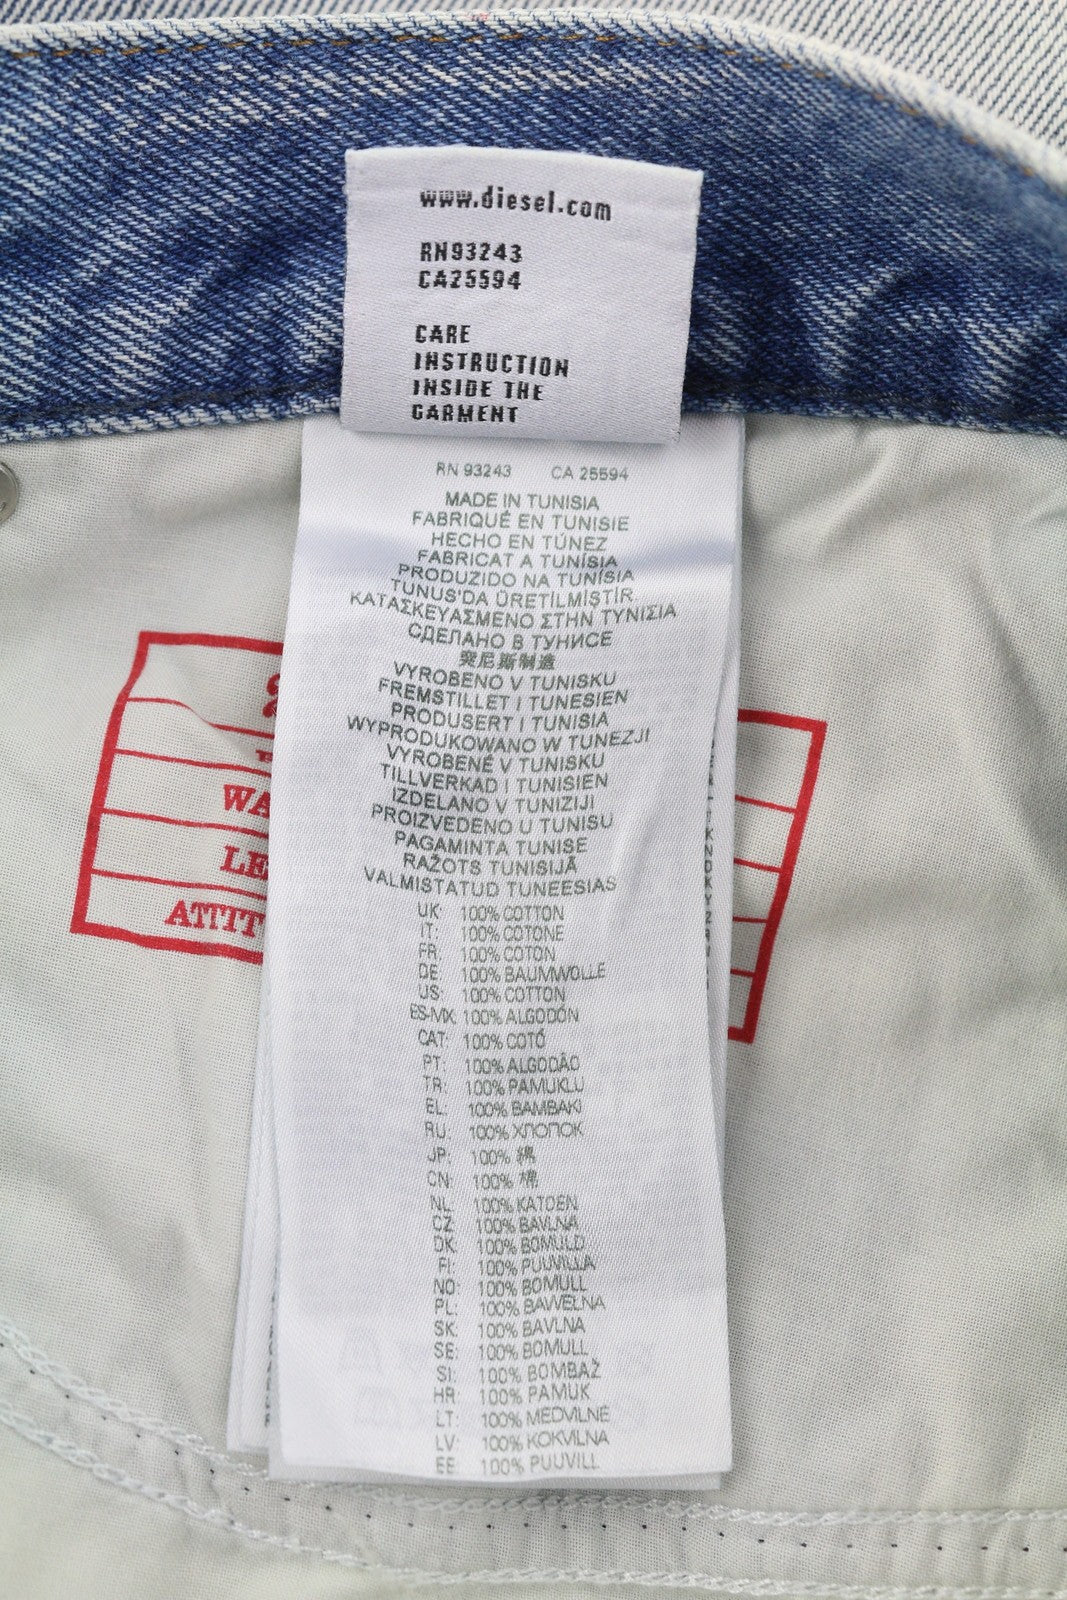 www.diesel.com
RN93243
CA25594
CARE
INSTRUCTION
INSIDE THE
GARMENT
RN 93243 CA 25594
MADE IN TUNISIA
FABRIQUÉ EN TUNISIE
HECHO EN TÚNEZ
FABRICAT A TUNÍSIA
PRODUZIDO NA TUNÍSIA
TUNUS'DA ÜRETİLMİŞTİR
ΚΑΤΑΣΚΕΥΑΣΜΕΝΟ ΣΤΗΝ ΤΥΝΙΣΙΑ
СДЕЛАНО В ТУНИСЕ
突尼斯制造
VYROBENO V TUNISKU
FREMSTILLET I TUNESIEN
PRODUSERT I TUNISIA
WYPRODUKOWANO W TUNEZJI
VYROBENÉ V TUNISKU
TILLVERKAD I TUNISIEN
IZDELANO V TUNIZIJI
PROIZVEDENO U TUNISU
PAGAMINTA TUNISE
RAŽOTS TUNISIJĀ
VALMISTATUD TUNEESIAS
UK: 100% COTTON
IT: 100% COTONE
FR: 100% COTON
DE: 100% BAUMWOLLE
US: 100% COTTON
ES-MX: 100% ALGODÓN
CAT: 100% COTÓ
PT: 100% ALGODÃO
TR: 100% PAMUKLU
EL: 100% ΒΑΜΒΑΚΙ
RU: 100% ХЛОПОК
JP: 100% 綿
CN: 100% 棉
NL: 100% KATOEN
CZ: 100% BAVLNA
DK: 100% BOMULD
FI: 100% PUUVILLA
NO: 100% BOMULL
PL: 100% BAWEŁNA
SK: 100% BAVLNA
SE: 100% BOMULL
SI: 100% BOMBAŽ
HR: 100% PAMUK
LT: 100% MEDVILNĖ
LV: 100% KOKVILNA
EE: 100% PUUVILL
WA
LE
ATTIT